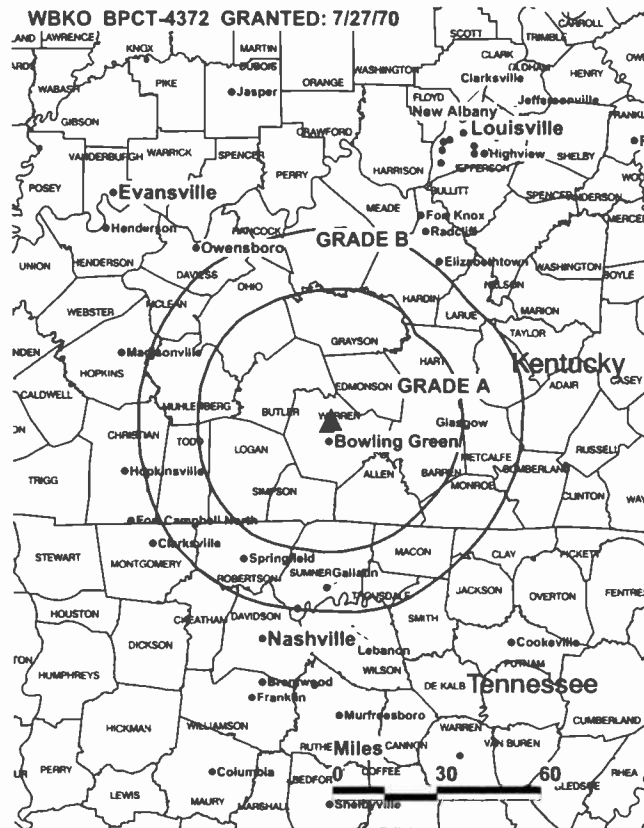 WBKO BPCT-4372 GRANTED: 7/27/70
LAWRENCE KNOX MARTIN SCOTT TRIMBLE CARROLL
DUBOIS ORANGE WASHINGTON CLARK OLDHAM HENRY
WABASH PIKE Jasper Clarksville
GIBSON FLOYD Jeffersonville
New Albany
CRAWFORD Louisville
VANDERBURGH WARRICK SPENCER PERRY HARRISON Highview SHELBY
JEFFERSON
POSEY Evansville BULLITT SPENCER ANDERSON
MEADE
Henderson HANCOCK Fort Knox
Radcliff
Owensboro GRADE B
UNION HENDERSON DAVIESS Elizabethtown WASHINGTON BOYLE
OHIO NELSON
WEBSTER MCLEAN HARDIN LARUE MARION
TAYLOR
GRAYSON
Madisonville HART Kentucky
HOPKINS EDMONSON GRADE A ADAIR CASEY
CALDWELL MUHLENBERG BUTLER WARREN
Glasgow
CHRISTIAN TODD LOGAN Bowling Green RUSSELL
METCALFE
Hopkinsville ALLEN BARREN CUMBERLAND
TRIGG SIMPSON MONROE CLINTON
Fort Campbell North
Clarksville
STEWART MONTGOMERY Springfield MACON CLAY PICKETT
ROBERTSON SUMNER Gallatin
TROUSDALE JACKSON OVERTON
HOUSTON CHEATHAM DAVIDSON SMITH
DICKSON Nashville Cookeville
Lebanon
HUMPHREYS WILSON PUTNAM
Brentwood DE KALB Tennessee
Franklin
HICKMAN WILLIAMSON Murfreesboro WARREN CUMBERLAND
Miles CANNON VAN BUREN
PERRY Columbia COFFEE RHEA
0 30 60
LEWIS MAURY MARSHALL Shelbyville